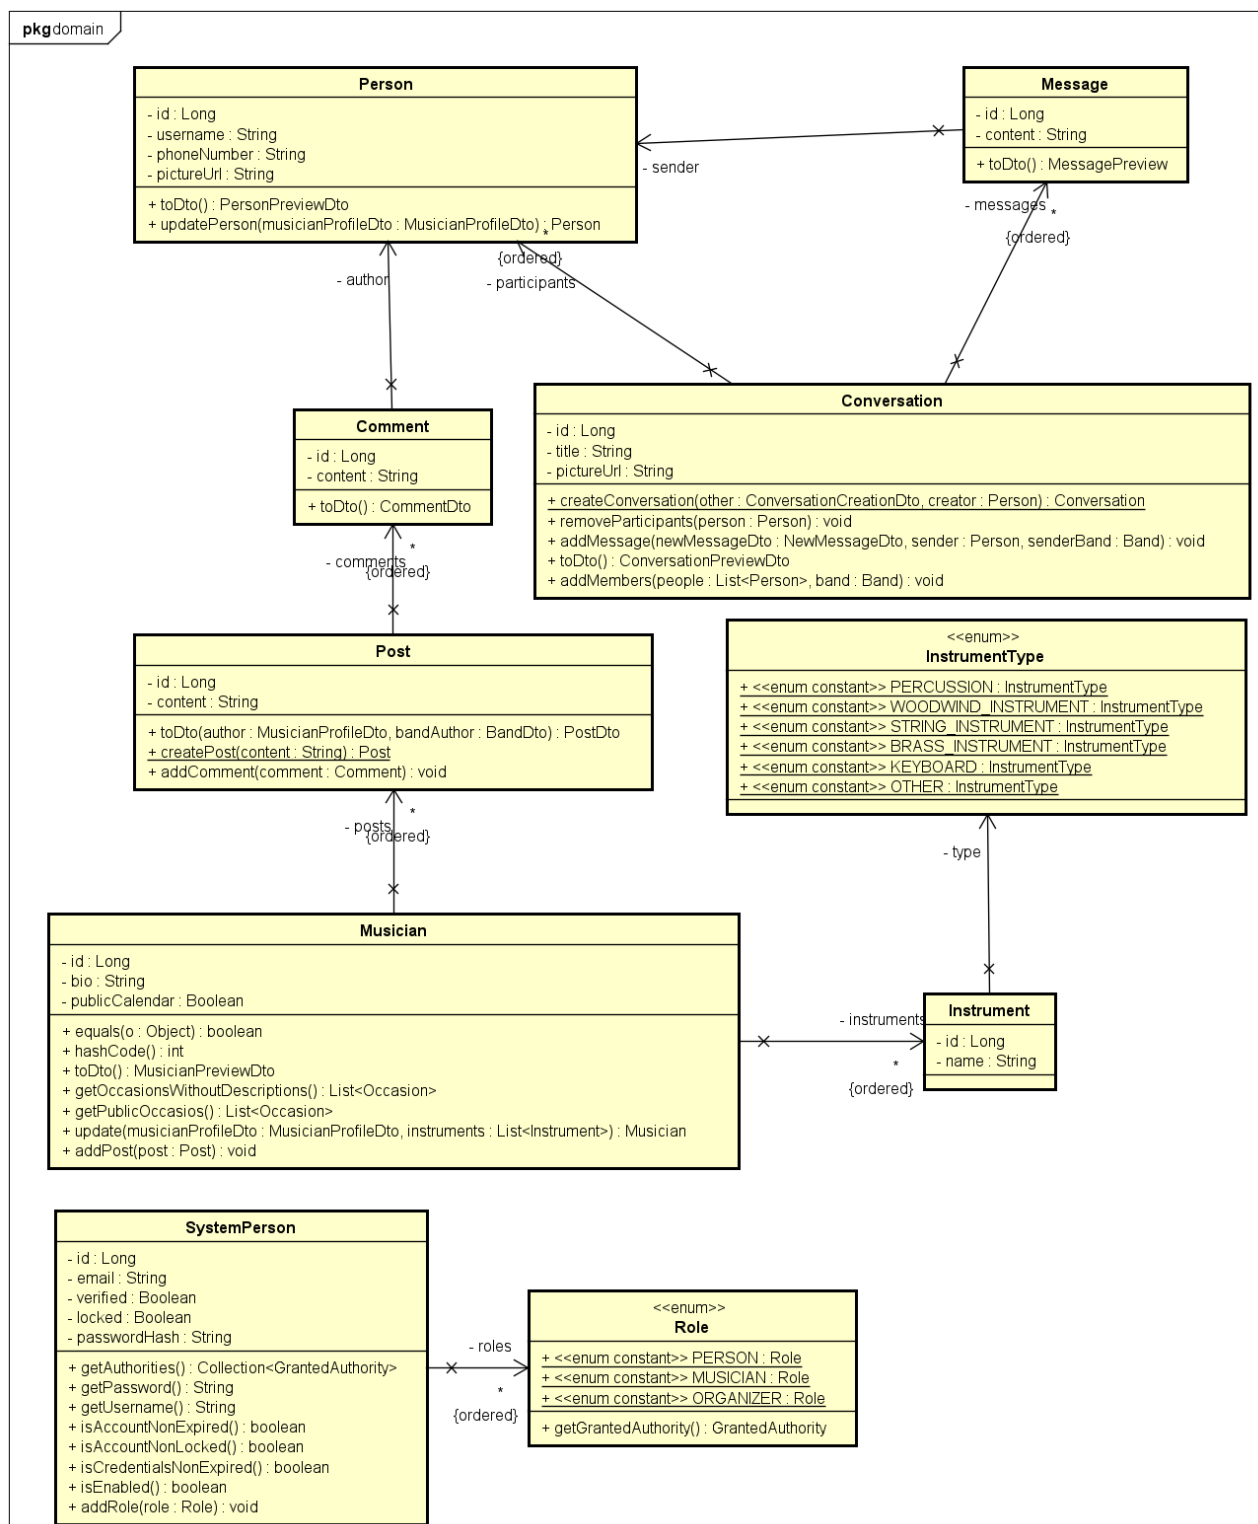 pkg domain
Person
- id : Long
- username : String
- phoneNumber : String
- pictureUrl : String
+ toDto() : PersonPreviewDto
+ updatePerson(musicianProfileDto : MusicianProfileDto) : Person
Message
- id : Long
- content : String
+ toDto() : MessagePreview
- sender
- messages
*
{ordered}
*
{ordered}
- participants
- author
Comment
- id : Long
- content : String
+ toDto() : CommentDto
Conversation
- id : Long
- title : String
- pictureUrl : String
+ createConversation(other : ConversationCreationDto, creator : Person) : Conversation
+ removeParticipants(person : Person) : void
+ addMessage(newMessageDto : NewMessageDto, sender : Person, senderBand : Band) : void
+ toDto() : ConversationPreviewDto
+ addMembers(people : List<Person>, band : Band) : void
- comments
*
{ordered}
Post
- id : Long
- content : String
+ toDto(author : MusicianProfileDto, bandAuthor : BandDto) : PostDto
+ createPost(content : String) : Post
+ addComment(comment : Comment) : void
<<enum>>
InstrumentType
+ <<enum constant>> PERCUSSION : InstrumentType
+ <<enum constant>> WOODWIND_INSTRUMENT : InstrumentType
+ <<enum constant>> STRING_INSTRUMENT : InstrumentType
+ <<enum constant>> BRASS_INSTRUMENT : InstrumentType
+ <<enum constant>> KEYBOARD : InstrumentType
+ <<enum constant>> OTHER : InstrumentType
- posts
*
{ordered}
- type
Musician
- id : Long
- bio : String
- publicCalendar : Boolean
+ equals(o : Object) : boolean
+ hashCode() : int
+ toDto() : MusicianPreviewDto
+ getOccasionsWithoutDescriptions() : List<Occasion>
+ getPublicOccasios() : List<Occasion>
+ update(musicianProfileDto : MusicianProfileDto, instruments : List<Instrument>) : Musician
+ addPost(post : Post) : void
- instruments
*
{ordered}
Instrument
- id : Long
- name : String
SystemPerson
- id : Long
- email : String
- verified : Boolean
- locked : Boolean
- passwordHash : String
+ getAuthorities() : Collection<GrantedAuthority>
+ getPassword() : String
+ getUsername() : String
+ isAccountNonExpired() : boolean
+ isAccountNonLocked() : boolean
+ isCredentialsNonExpired() : boolean
+ isEnabled() : boolean
+ addRole(role : Role) : void
- roles
*
{ordered}
<<enum>>
Role
+ <<enum constant>> PERSON : Role
+ <<enum constant>> MUSICIAN : Role
+ <<enum constant>> ORGANIZER : Role
+ getGrantedAuthority() : GrantedAuthority